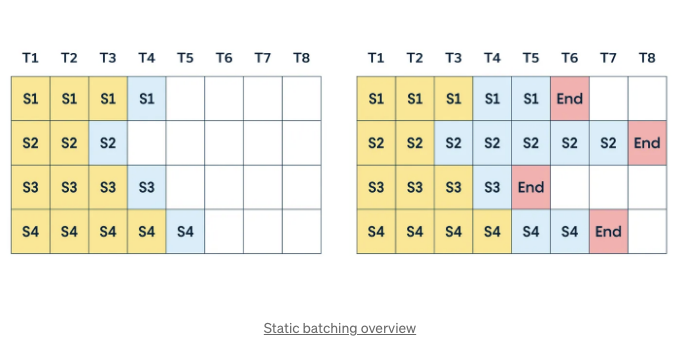 T1 T2 T3 T4 T5 T6 T7 T8
S1 S1 S1 S1
S2 S2 S2
S3 S3 S3 S3
S4 S4 S4 S4 S4
T1 T2 T3 T4 T5 T6 T7 T8
S1 S1 S1 S1 S1 End
S2 S2 S2 S2 S2 S2 S2 End
S3 S3 S3 S3 End
S4 S4 S4 S4 S4 S4 End
Static batching overview